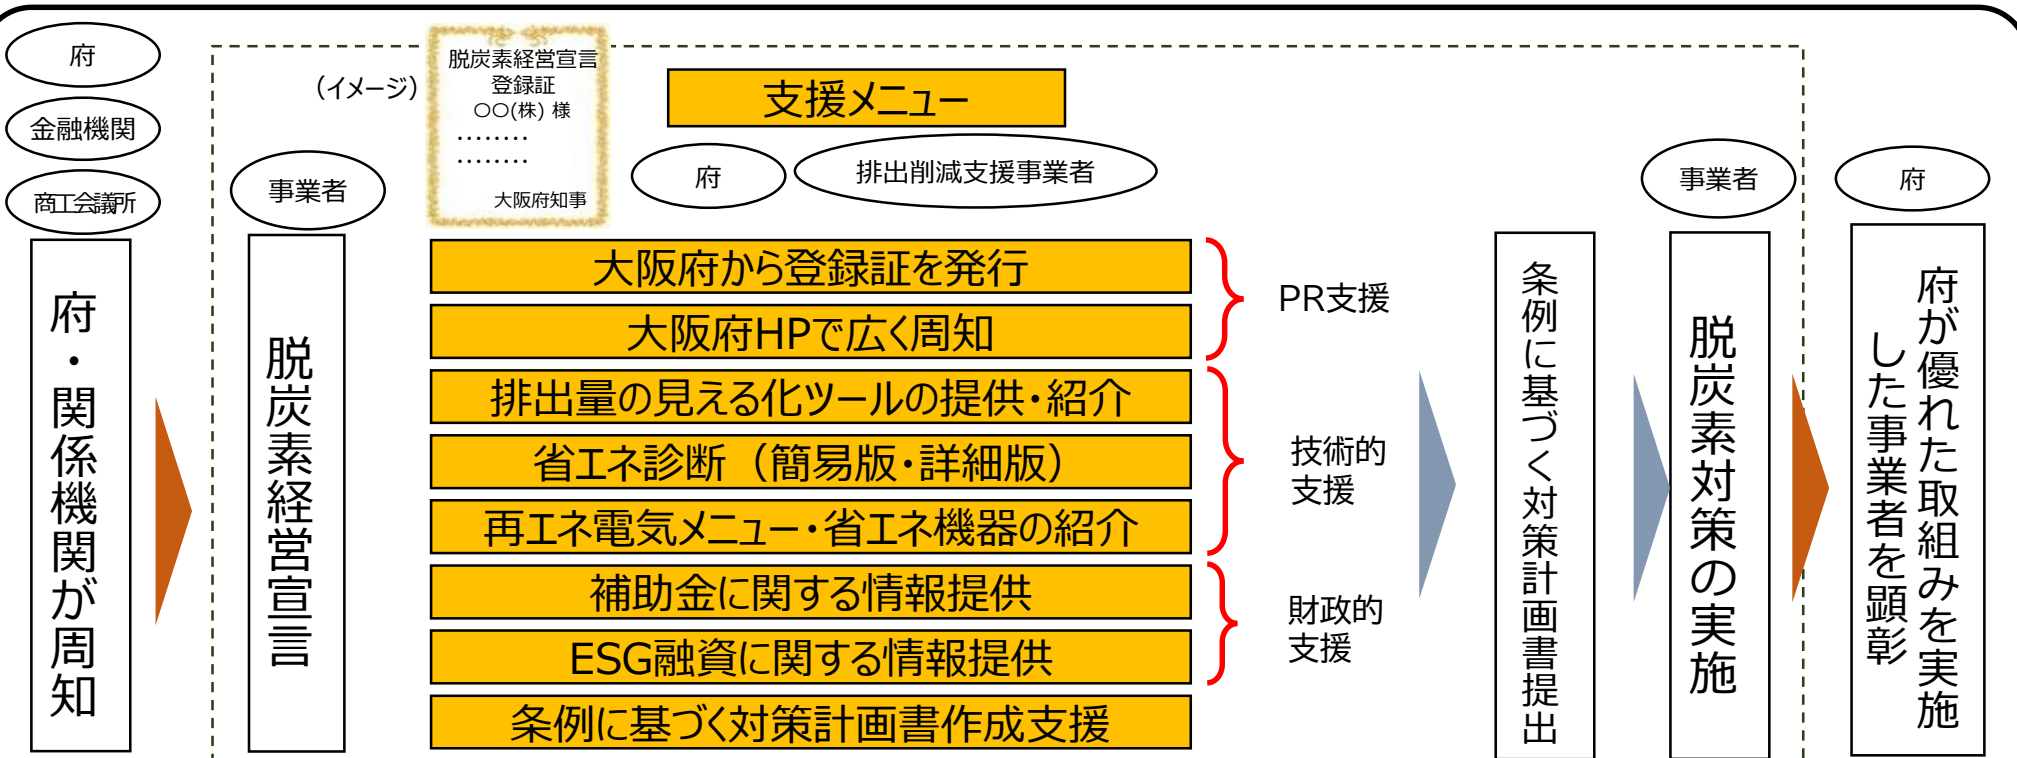 府
金融機関
商工会議所
府・関係機関が周知
事業者
脱炭素経営宣言
(イメージ)
脱炭素経営宣言
登録証
〇〇(株) 様
‥‥‥‥
‥‥‥‥
大阪府知事
支援メニュー
府
排出削減支援事業者
大阪府から登録証を発行
大阪府HPで広く周知
PR支援
排出量の見える化ツールの提供・紹介
省エネ診断（簡易版・詳細版）
再エネ電気メニュー・省エネ機器の紹介
技術的
支援
補助金に関する情報提供
ESG融資に関する情報提供
財政的
支援
条例に基づく対策計画書作成支援
条例に基づく対策計画書提出
事業者
脱炭素対策の実施
府
府が優れた取組みを実施
した事業者を顕彰